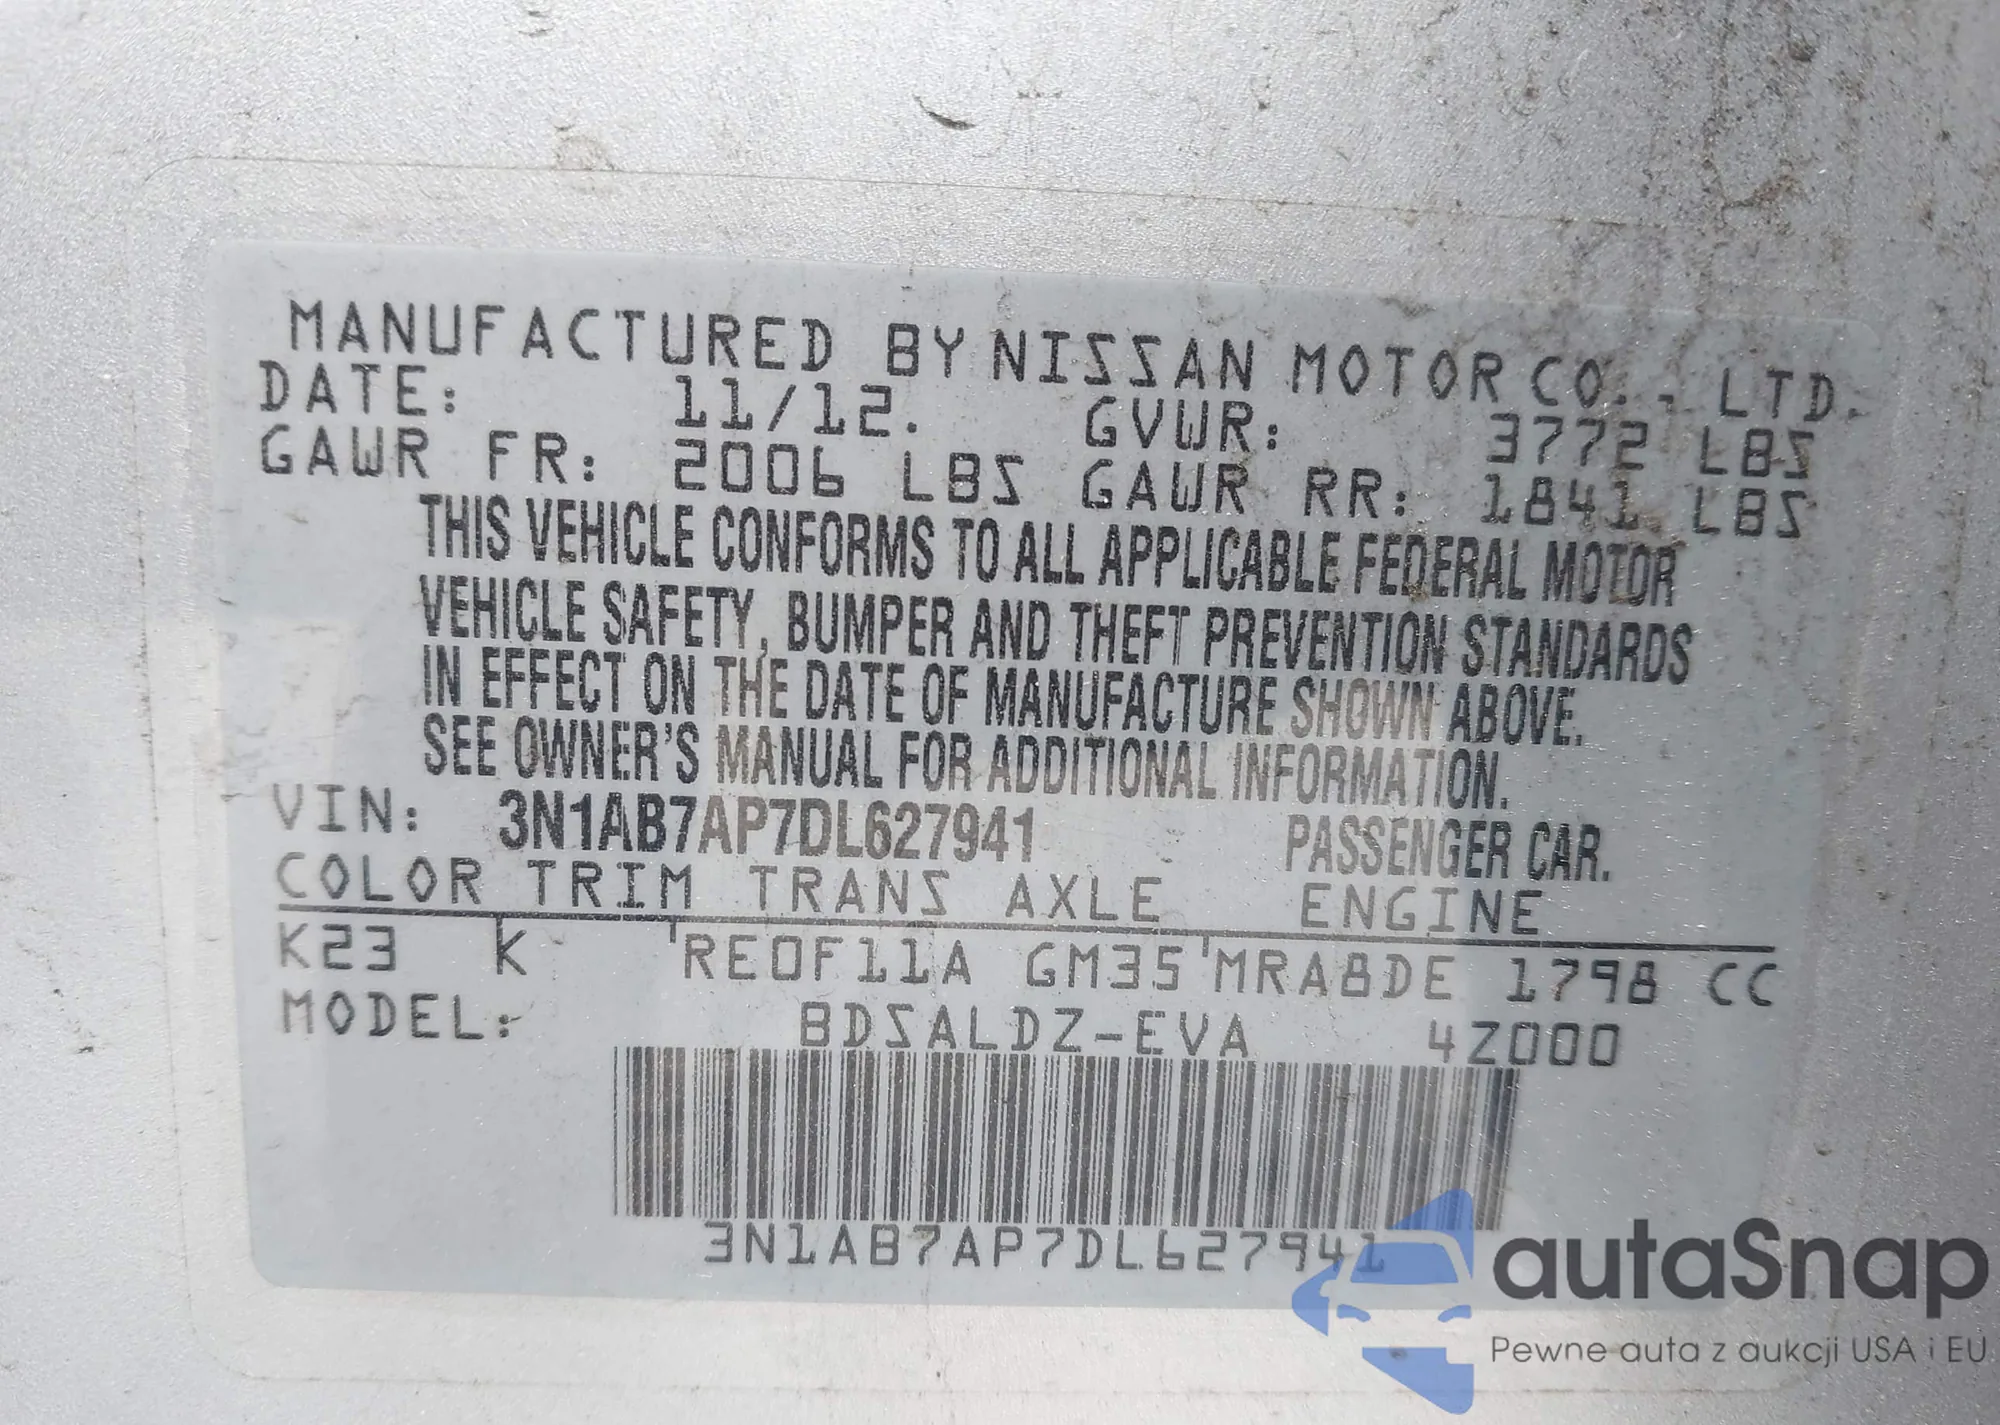 MANUFACTURED BY NISSAN MOTOR CO., LTD.
DATE: 11/12. GVWR: 3772 LBS
GAWR FR: 2006 LBS GAWR RR: 1841 LBS
THIS VEHICLE CONFORMS TO ALL APPLICABLE FEDERAL MOTOR
VEHICLE SAFETY, BUMPER AND THEFT PREVENTION STANDARDS
IN EFFECT ON THE DATE OF MANUFACTURE SHOWN ABOVE.
SEE OWNER'S MANUAL FOR ADDITIONAL INFORMATION.
VIN: 3N1AB7AP7DL627941 PASSENGER CAR.
COLOR TRIM TRANS AXLE ENGINE
K23 K RE0F11A GM35 MRA8DE 1798 CC
MODEL: BDSALDZ-EVA 4Z000
3N1AB7AP7DL627941
autaSnap
Pewne auta z aukcji USA i EU